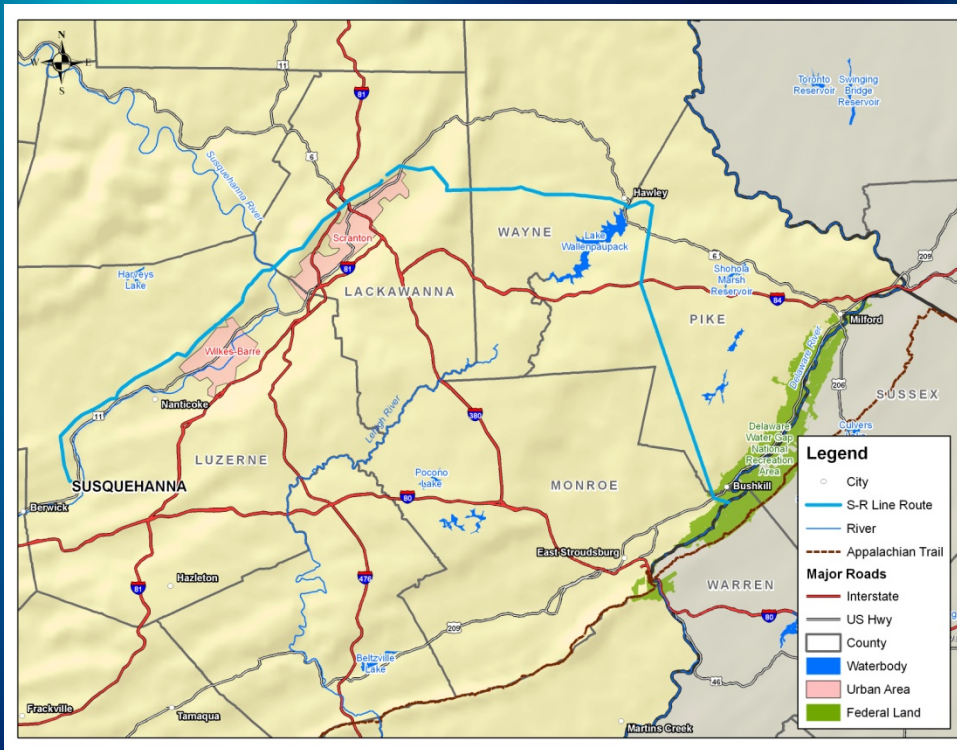 N
W
E
S
11
81
6
Susquehanna River
Toronto
Reservoir
Swinging
Bridge
Reservoir
Hawley
WAYNE
Lake
Wallenpaupack
209
6
Shohola
Marsh
Reservoir
84
Scranton
81
LACKAWANNA
Harveys
Lake
PIKE
Milford
Delaware River
206
SUSSEX
Culvers
Wilkes-Barre
Nanticoke
11
Lehigh River
380
Delaware
Water Gap
National
Recreation
Area
Bushkill
LUZERNE
SUSQUEHANNA
Berwick
Pocono
Lake
80
MONROE
East Stroudsburg
WARREN
80
Hazleton
81
476
209
Beltzville
Lake
46
Frackville
Tamaqua
Martins Creek
Legend
City
S-R Line Route
River
Appalachian Trail
Major Roads
Interstate
US Hwy
County
Waterbody
Urban Area
Federal Land